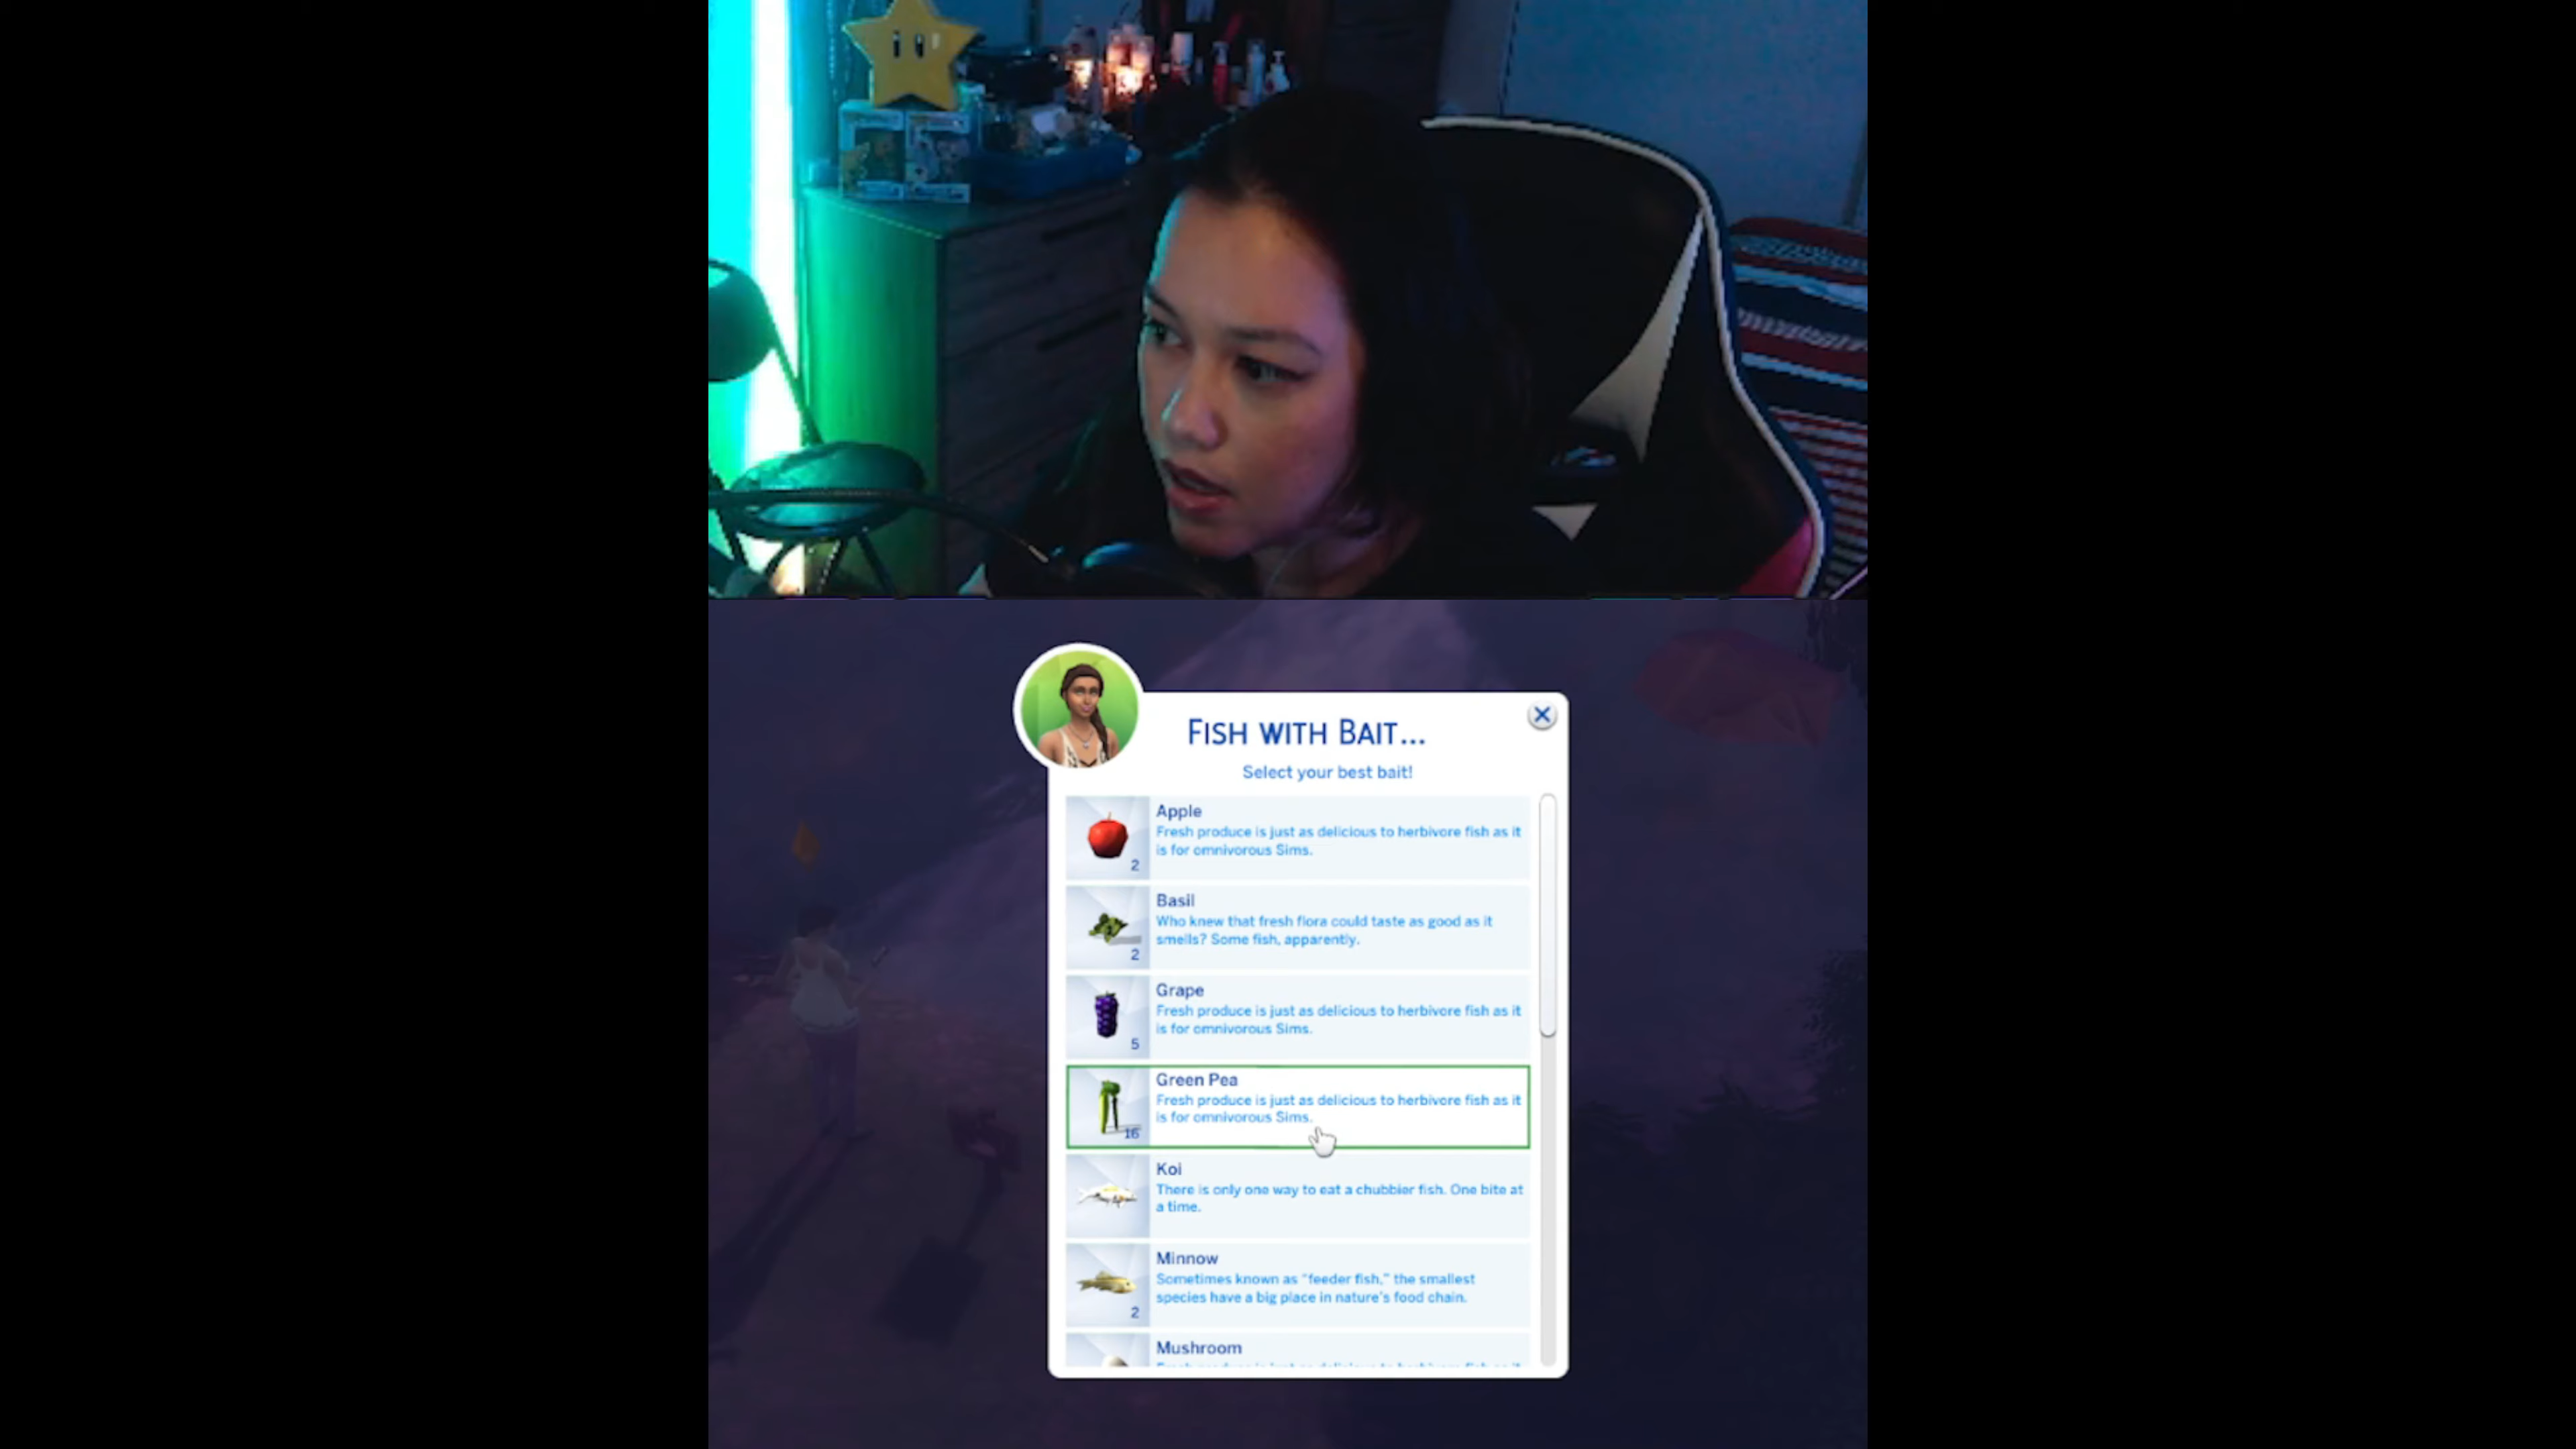 FISH WITH BAIT...
Select your best bait!
Apple
Fresh produce is just as delicious to herbivore fish as it
is for omnivorous Sims.
2
Basil
Who knew that fresh flora could taste as good as it
smells? Some fish, apparently.
2
Grape
Fresh produce is just as delicious to herbivore fish as it
is for omnivorous Sims.
5
Green Pea
Fresh produce is just as delicious to herbivore fish as it
is for omnivorous Sims.
16
Koi
There is only one way to eat a chubbier fish. One bite at
a time.
Minnow
Sometimes known as "feeder fish," the smallest
species have a big place in nature's food chain.
2
Mushroom